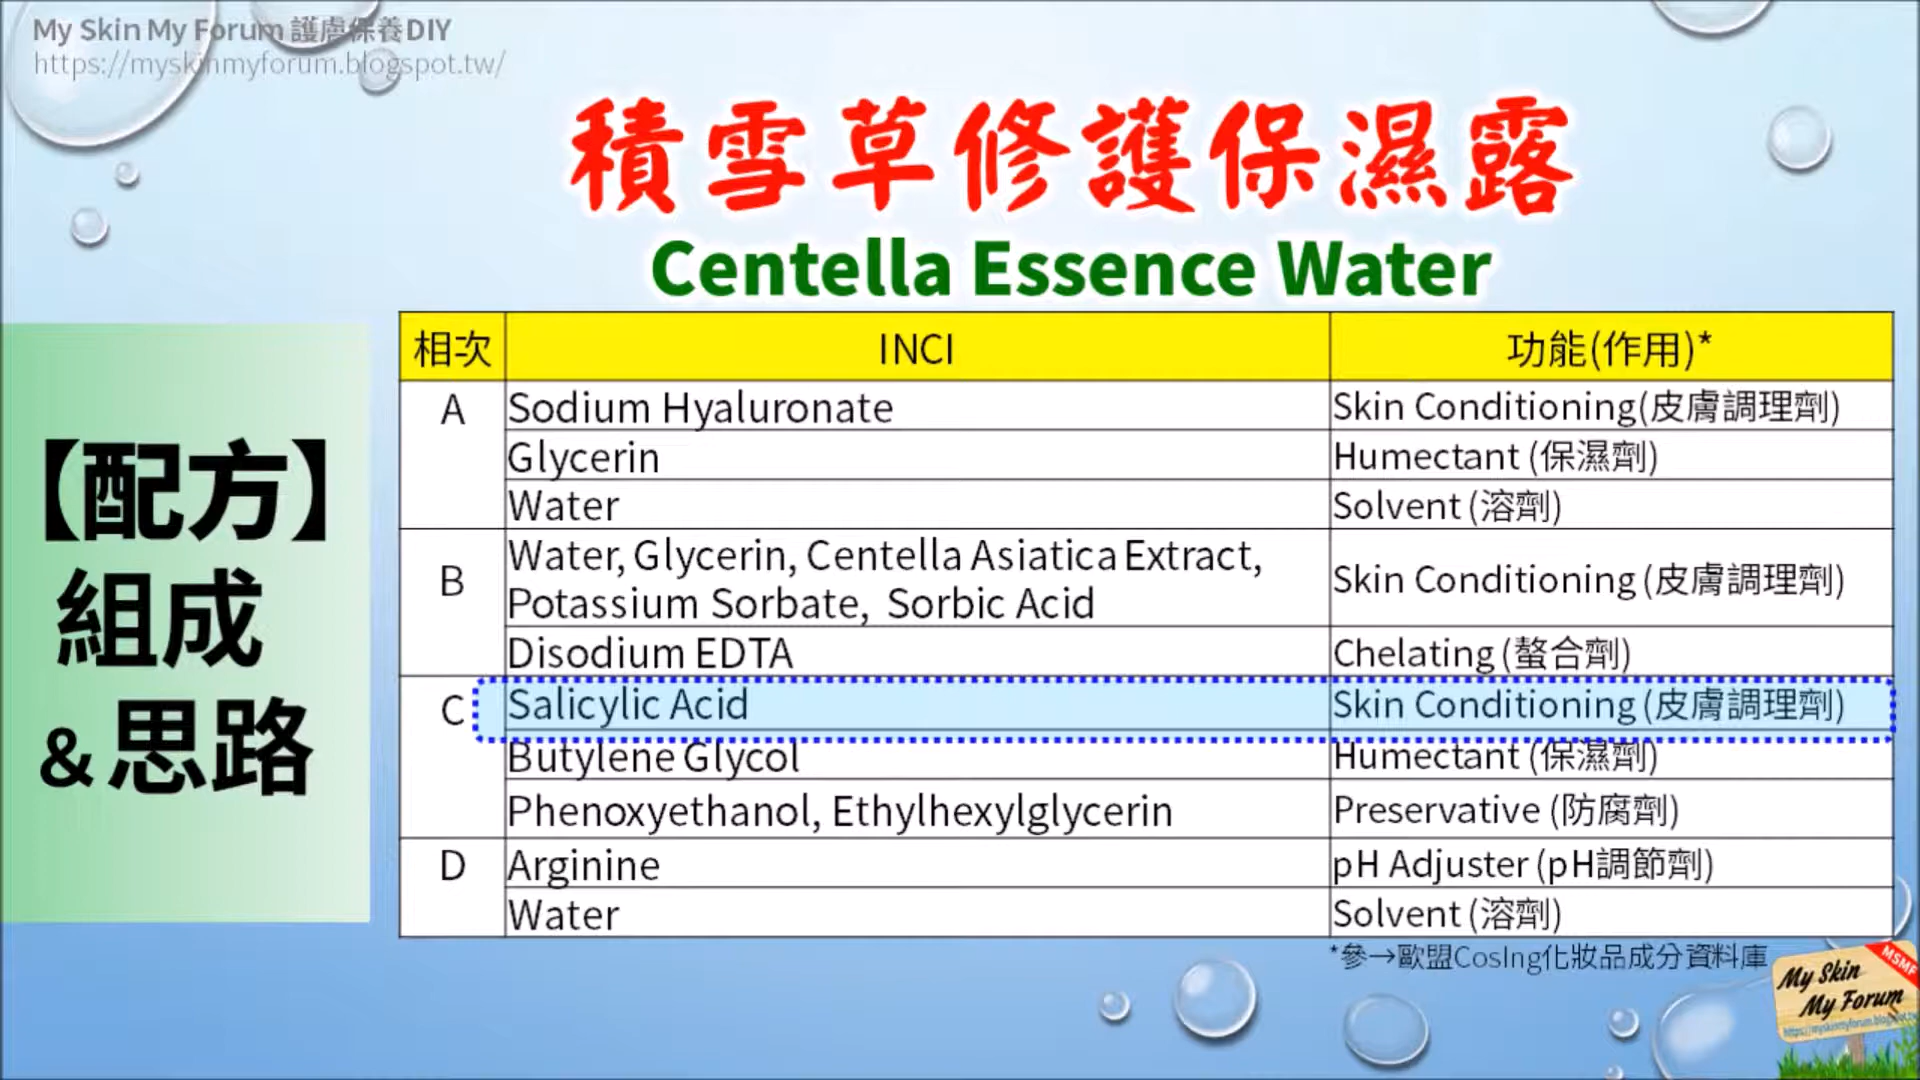 My Skin My Forum 護膚保養DIY
https://myskinmyforum.blogspot.tw/
積雪草修護保濕露
Centella Essence Water
【配方】
組成
&思路
相次 INCI 功能(作用)*
A Sodium Hyaluronate Skin Conditioning(皮膚調理劑)
Glycerin Humectant (保濕劑)
Water Solvent (溶劑)
B Water, Glycerin, Centella Asiatica Extract,
Potassium Sorbate, Sorbic Acid Skin Conditioning (皮膚調理劑)
Disodium EDTA Chelating (螯合劑)
C Salicylic Acid Skin Conditioning (皮膚調理劑)
Butylene Glycol Humectant (保濕劑)
Phenoxyethanol, Ethylhexylglycerin Preservative (防腐劑)
D Arginine pH Adjuster (pH調節劑)
Water Solvent (溶劑)
*參→歐盟CosIng化妝品成分資料庫
MSMF
My Skin
My Forum